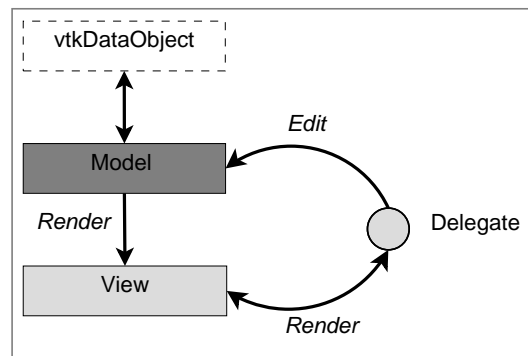 vtkDataObject
Edit
Model
Render
Delegate
View
Render